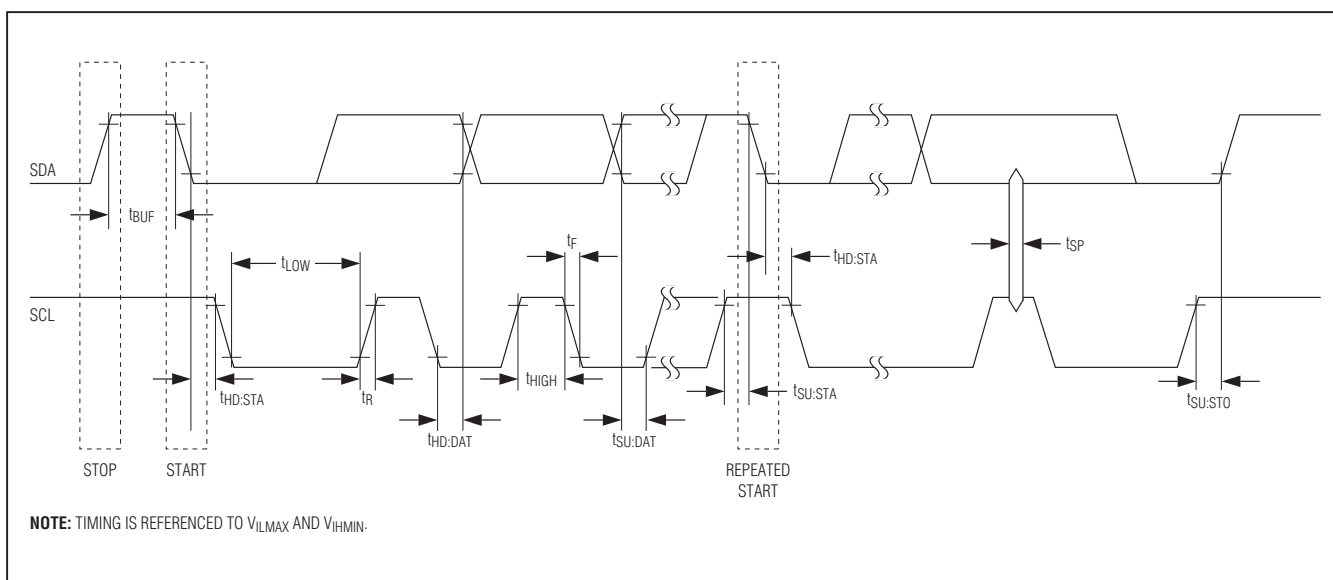 SDA
tBUF
tLOW
tF
tHD:STA
tSP
SCL
tHD:STA
tR
tHD:DAT
tHIGH
tSU:DAT
tSU:STA
tSU:STO
STOP
START
REPEATED
START
NOTE: TIMING IS REFERENCED TO VILMAX AND VIHMIN.